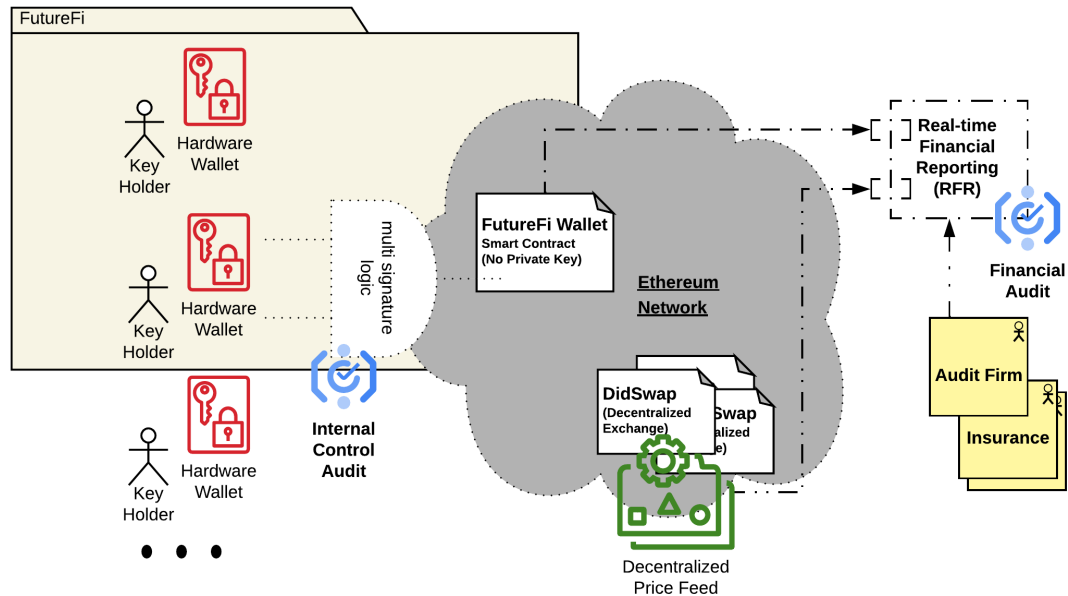 FutureFi
Hardware
Wallet
Key
Holder
Hardware
Wallet
Key
Holder
Hardware
Wallet
Key
Holder
multi signature
logic
Internal
Control
Audit
FutureFi Wallet
Smart Contract
(No Private Key)
Ethereum
Network
DidSwap
(Decentralized
Exchange)
Swap
alized
e)
Decentralized
Price Feed
Real-time
Financial
Reporting
(RFR)
Financial
Audit
Audit Firm
Insurance